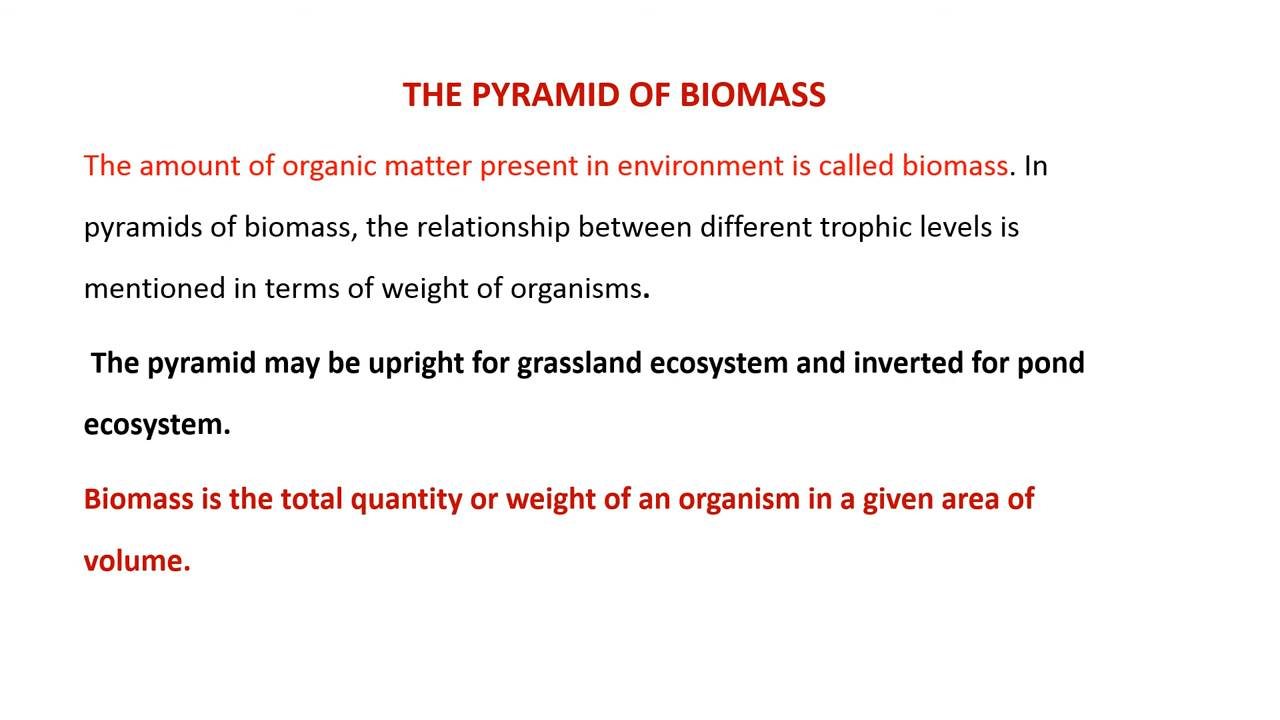 THE PYRAMID OF BIOMASS
The amount of organic matter present in environment is called biomass. In
pyramids of biomass, the relationship between different trophic levels is
mentioned in terms of weight of organisms.
The pyramid may be upright for grassland ecosystem and inverted for pond
ecosystem.
Biomass is the total quantity or weight of an organism in a given area of
volume.